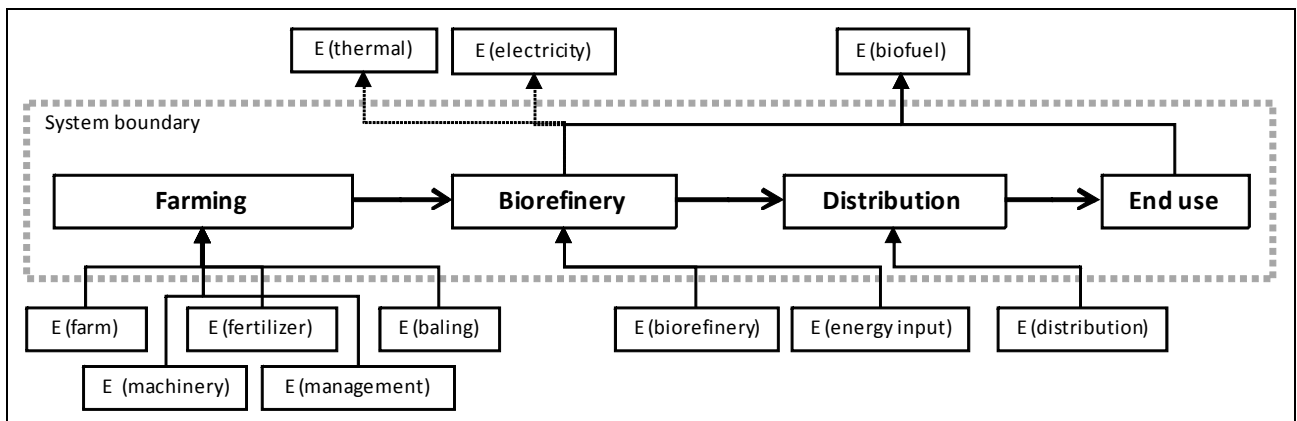 E (thermal)
E (electricity)
E (biofuel)
System boundary
Farming
Biorefinery
Distribution
End use
E (farm)
E (fertilizer)
E (baling)
E (biorefinery)
E (energy input)
E (distribution)
E (machinery)
E (management)